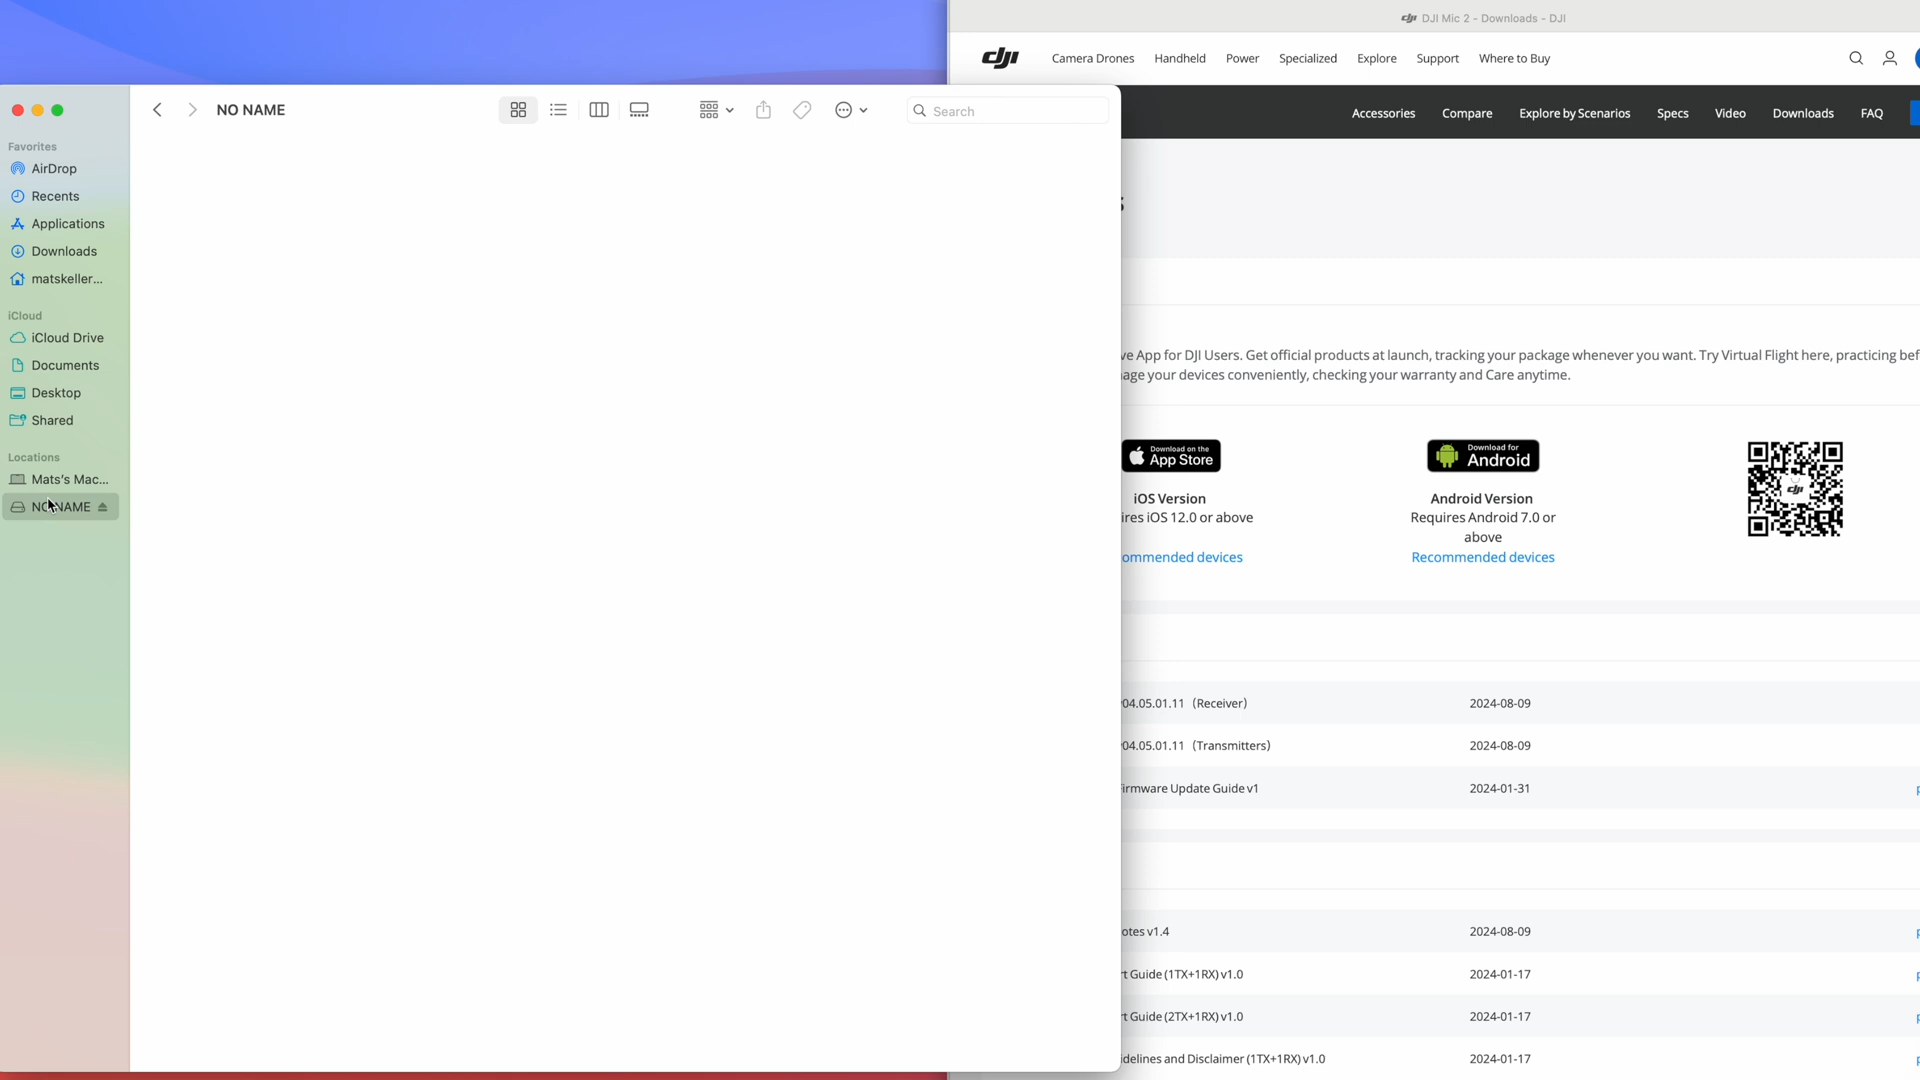 DJI Mic 2 - Downloads - DJI
dji
Camera Drones Handheld Power Specialized Explore Support Where to Buy
NO NAME
Search
Accessories Compare Explore by Scenarios Specs Video Downloads FAQ
Favorites
AirDrop
Recents
Applications
Downloads
matskeller...
iCloud
iCloud Drive
Documents
Desktop
Shared
Locations
Mats's Mac...
NO NAME
s
ve App for DJI Users. Get official products at launch, tracking your package whenever you want. Try Virtual Flight here, practicing bef
age your devices conveniently, checking your warranty and Care anytime.
Download on the
App Store
Download for
Android
dji
iOS Version
ires iOS 12.0 or above
ommended devices
Android Version
Requires Android 7.0 or
above
Recommended devices
04.05.01.11 (Receiver) 2024-08-09
04.05.01.11 (Transmitters) 2024-08-09
Firmware Update Guide v1 2024-01-31
otes v1.4 2024-08-09
rt Guide (1TX+1RX) v1.0 2024-01-17
rt Guide (2TX+1RX) v1.0 2024-01-17
idelines and Disclaimer (1TX+1RX) v1.0 2024-01-17